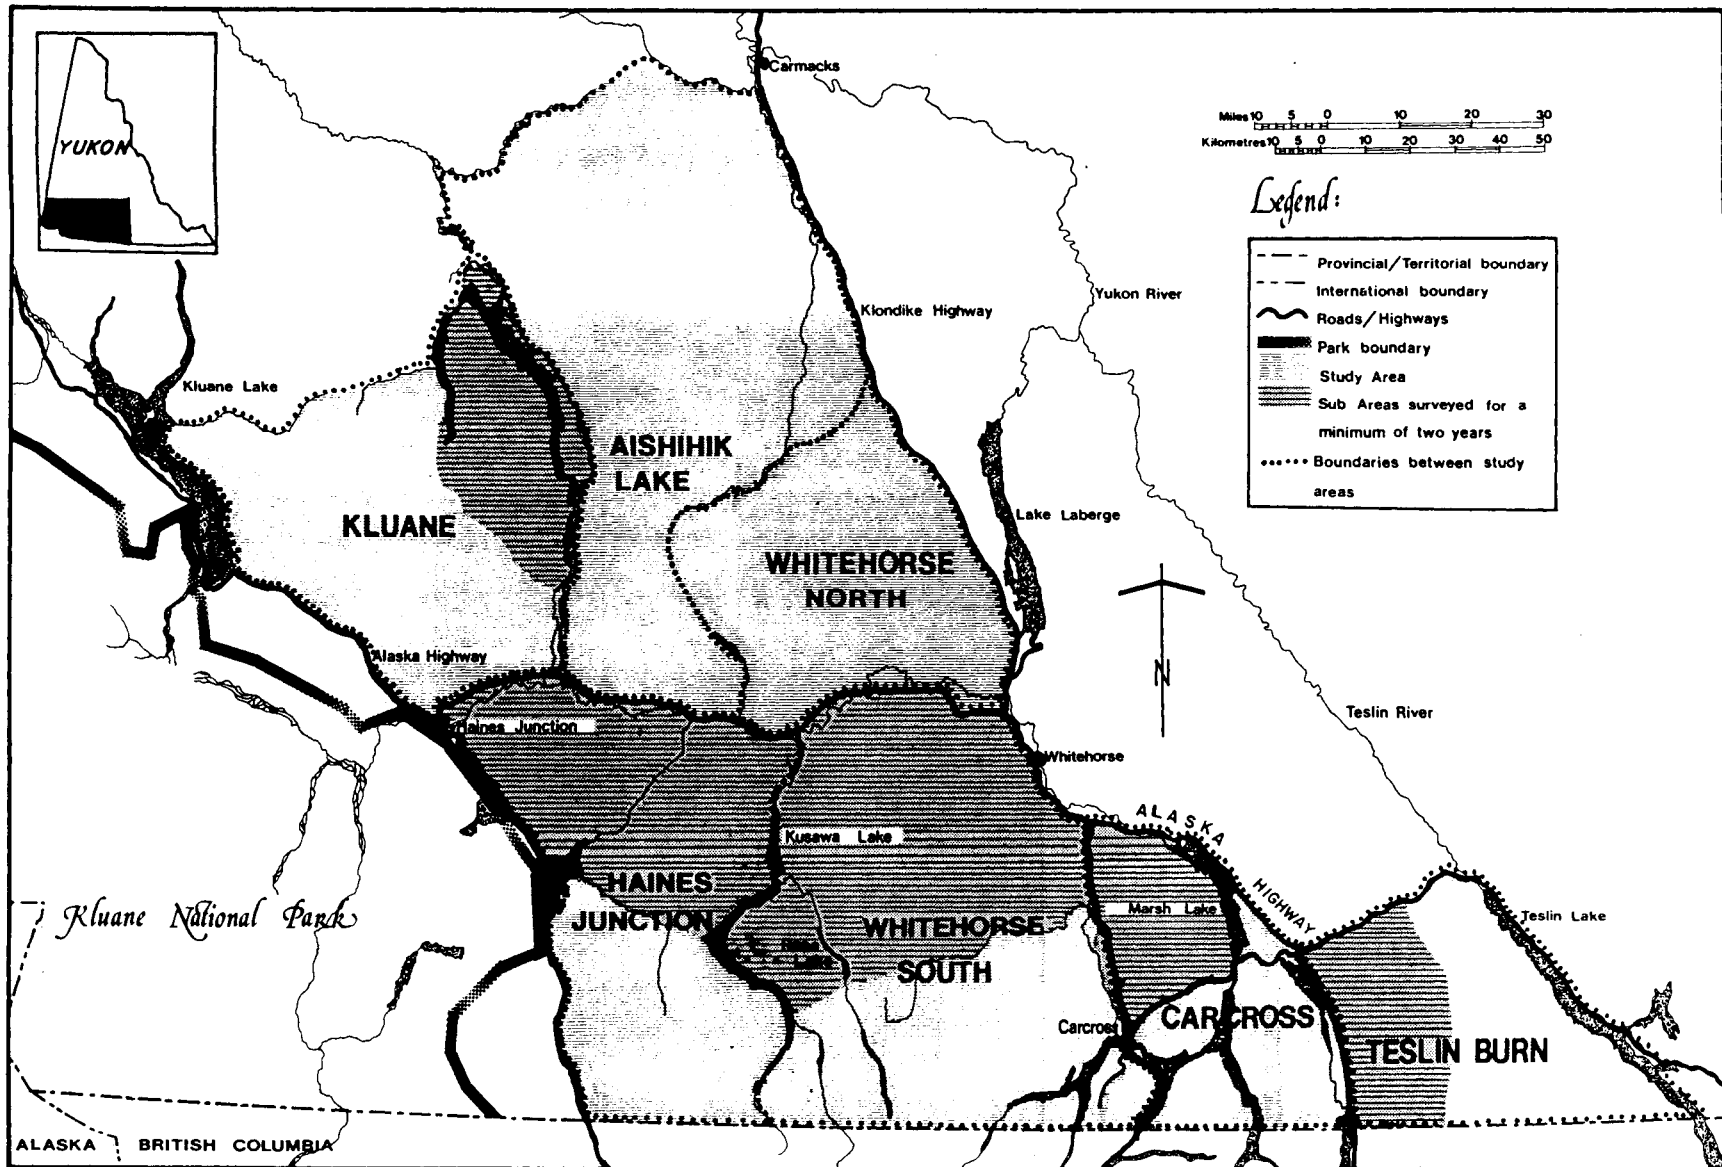 YUKON
Carmacks
Miles 10 5 0 10 20 30
Kilometres 10 5 0 10 20 30 40 50
Legend:
Provincial/Territorial boundary
International boundary
Roads/Highways
Park boundary
Study Area
Sub Areas surveyed for a
minimum of two years
Boundaries between study
areas
Yukon River
Klondike Highway
Kluane Lake
AISHIHIK
LAKE
KLUANE
Lake Laberge
WHITEHORSE
NORTH
N
Alaska Highway
Haines Junction
Teslin River
Whitehorse
ALASKA
HIGHWAY
Kusawa Lake
HAINES
JUNCTION
Marsh Lake
WHITEHORSE
SOUTH
Lake
Kluane National Park
Teslin Lake
Carcross
CARCROSS
TESLIN BURN
ALASKA
BRITISH COLUMBIA